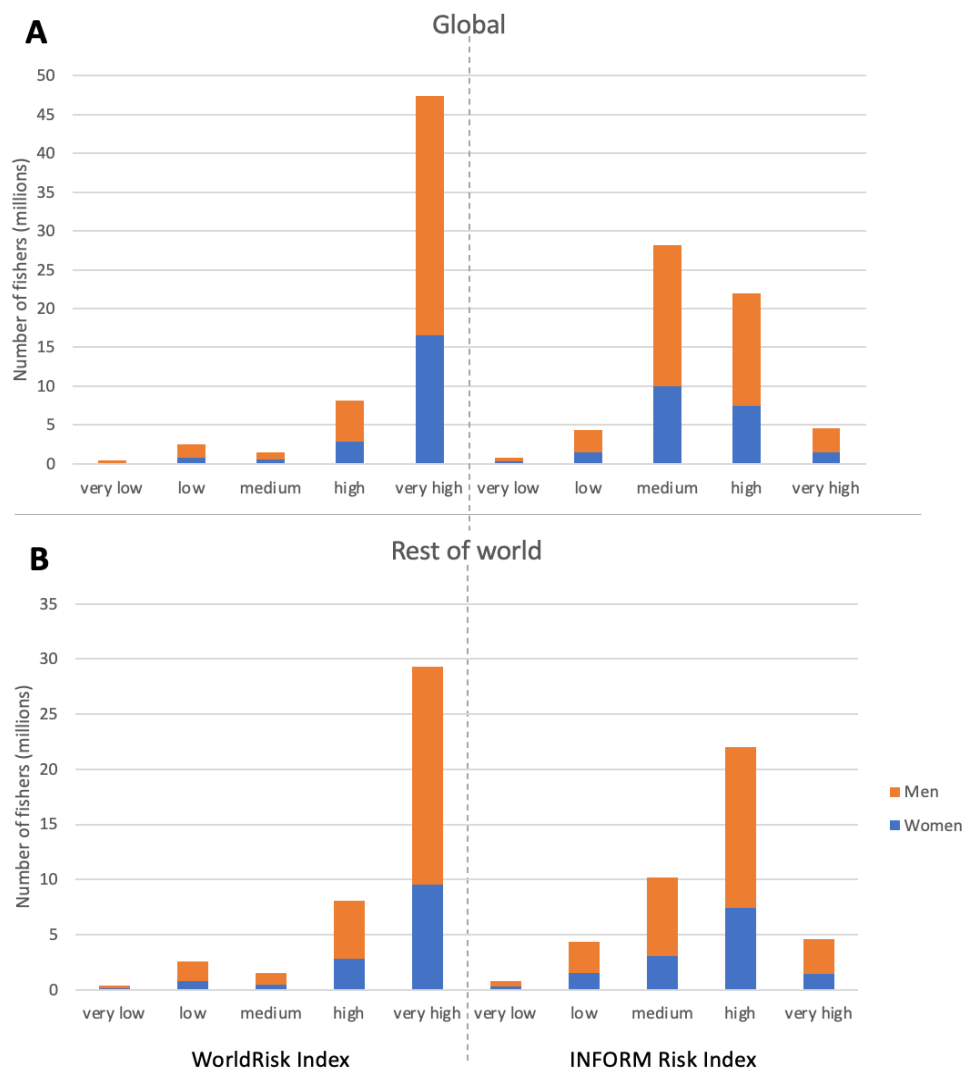 A
Global
Number of fishers (millions)
50
45
40
35
30
25
20
15
10
5
0
very low low medium high very high very low low medium high very high
B
Rest of world
Number of fishers (millions)
35
30
25
20
15
10
5
0
very low low medium high very high very low low medium high very high
WorldRisk Index INFORM Risk Index
Men
Women